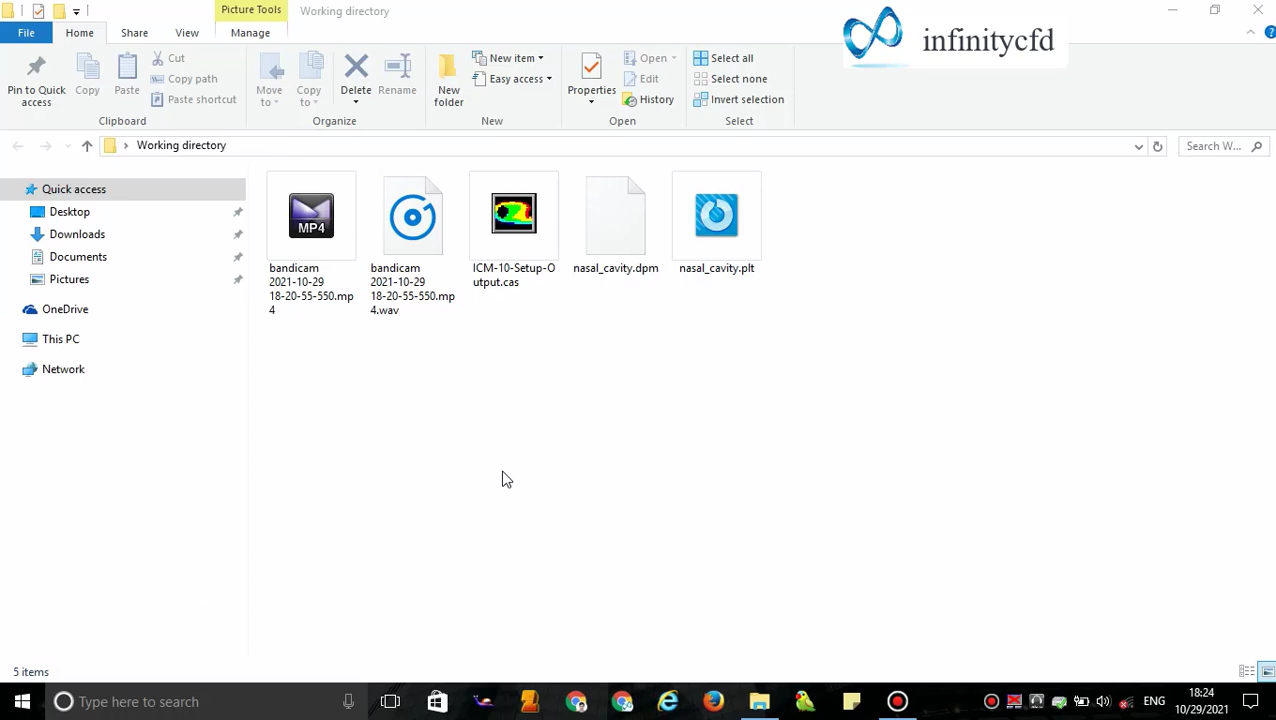 Picture Tools
Working directory
File
Home
Share
View
Manage
infinitycfd
Pin to Quick
access
Copy
Paste
Cut
Copy path
Paste shortcut
Clipboard
Move
to
Copy
to
Delete
Rename
Organize
New
folder
New item
Easy access
New
Properties
Open
Edit
History
Open
Select all
Select none
Invert selection
Select
Working directory
Search W...
Quick access
Desktop
Downloads
Documents
Pictures
OneDrive
This PC
Network
MP4
bandicam
2021-10-29
18-20-55-550.mp
4
bandicam
2021-10-29
18-20-55-550.mp
4.wav
ICM-10-Setup-O
utput.cas
nasal_cavity.dpm
nasal_cavity.plt
5 items
Type here to search
ENG
18:24
10/29/2021